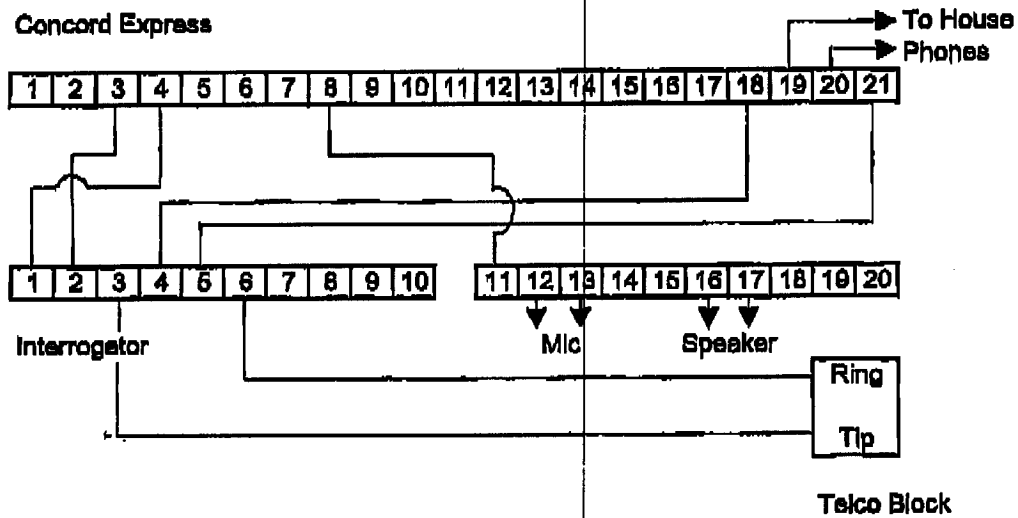 Concord Express
To House
Phones
1 2 3 4 5 6 7 8 9 10 11 12 13 14 15 16 17 18 19 20 21
1 2 3 4 5 6 7 8 9 10 11 12 13 14 15 16 17 18 19 20
Interrogator
Mic
Speaker
Ring
Tip
Telco Block